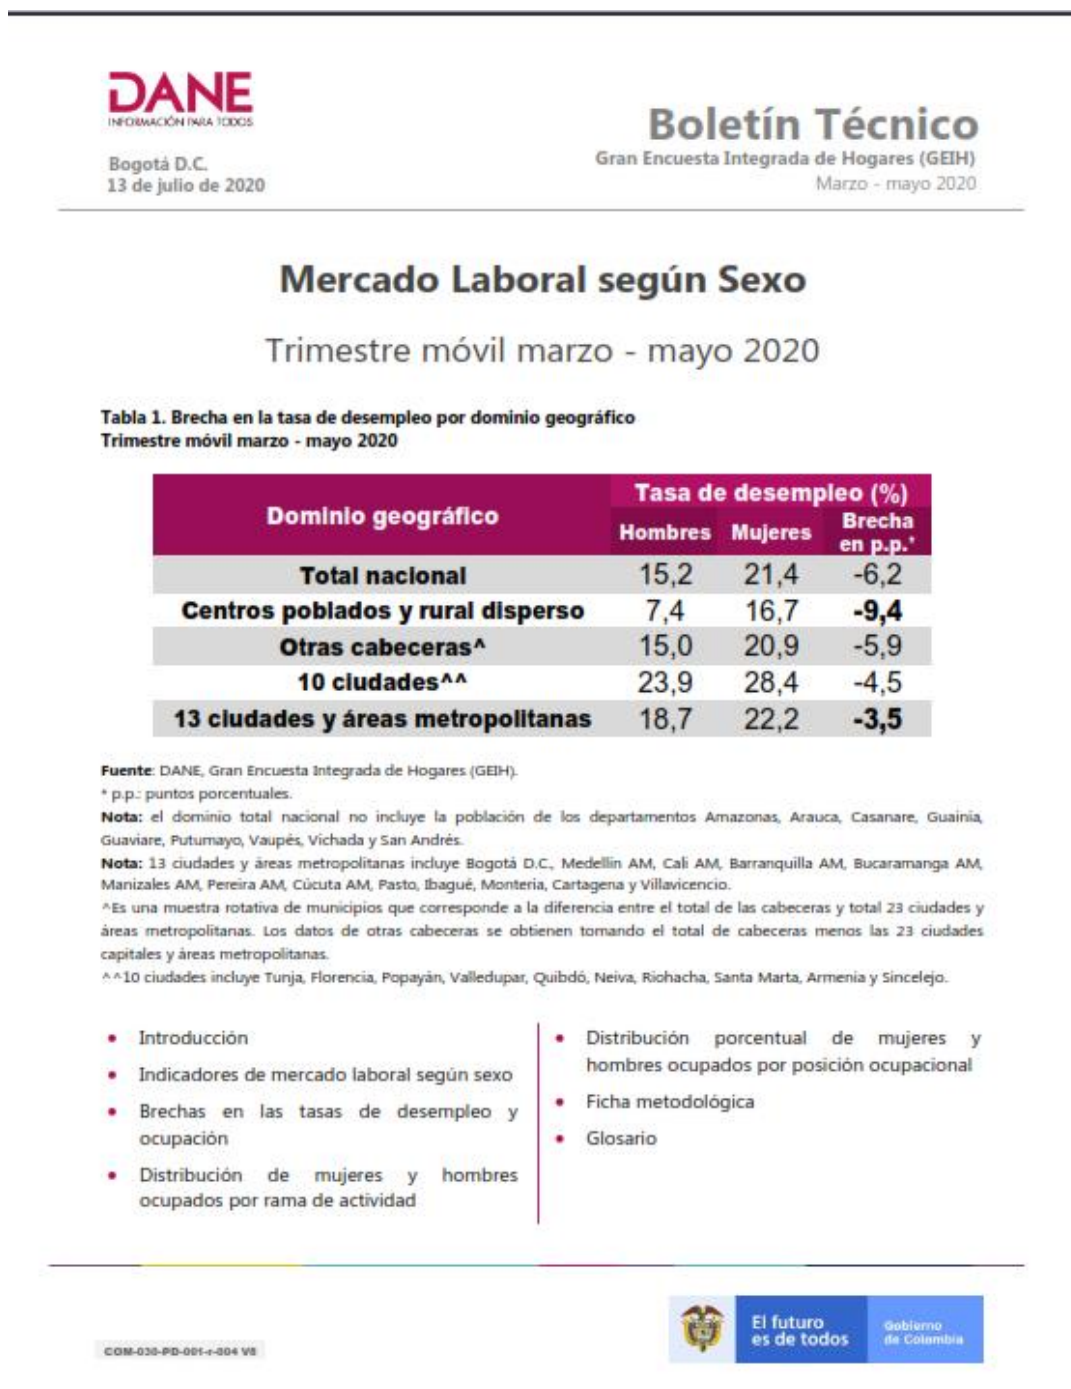 DANE
INFORMACIÓN PARA TODOS
Bogotá D.C.
13 de julio de 2020
Boletín Técnico
Gran Encuesta Integrada de Hogares (GEIH)
Marzo - mayo 2020
Mercado Laboral según Sexo
Trimestre móvil marzo - mayo 2020
Tabla 1. Brecha en la tasa de desempleo por dominio geográfico
Trimestre móvil marzo - mayo 2020
Dominio geográfico
Tasa de desempleo (%)
Hombres Mujeres Brecha en p.p.*
Total nacional 15,2 21,4 -6,2
Centros poblados y rural disperso 7,4 16,7 -9,4
Otras cabeceras^ 15,0 20,9 -5,9
10 ciudades^^ 23,9 28,4 -4,5
13 ciudades y áreas metropolitanas 18,7 22,2 -3,5
Fuente: DANE, Gran Encuesta Integrada de Hogares (GEIH).
* p.p.: puntos porcentuales.
Nota: el dominio total nacional no incluye la población de los departamentos Amazonas, Arauca, Casanare, Guainía,
Guaviare, Putumayo, Vaupés, Vichada y San Andrés.
Nota: 13 ciudades y áreas metropolitanas incluye Bogotá D.C., Medellín AM, Cali AM, Barranquilla AM, Bucaramanga AM,
Manizales AM, Pereira AM, Cúcuta AM, Pasto, Ibagué, Montería, Cartagena y Villavicencio.
^Es una muestra rotativa de municipios que corresponde a la diferencia entre el total de las cabeceras y total 23 ciudades y
áreas metropolitanas. Los datos de otras cabeceras se obtienen tomando el total de cabeceras menos las 23 ciudades
capitales y áreas metropolitanas.
^^10 ciudades incluye Tunja, Florencia, Popayán, Valledupar, Quibdó, Neiva, Riohacha, Santa Marta, Armenia y Sincelejo.
• Introducción
• Indicadores de mercado laboral según sexo
• Brechas en las tasas de desempleo y
ocupación
• Distribución de mujeres y hombres
ocupados por rama de actividad
• Distribución porcentual de mujeres y
hombres ocupados por posición ocupacional
• Ficha metodológica
• Glosario
COM-030-PD-001-r-004 V8
El futuro
es de todos
Gobierno
de Colombia